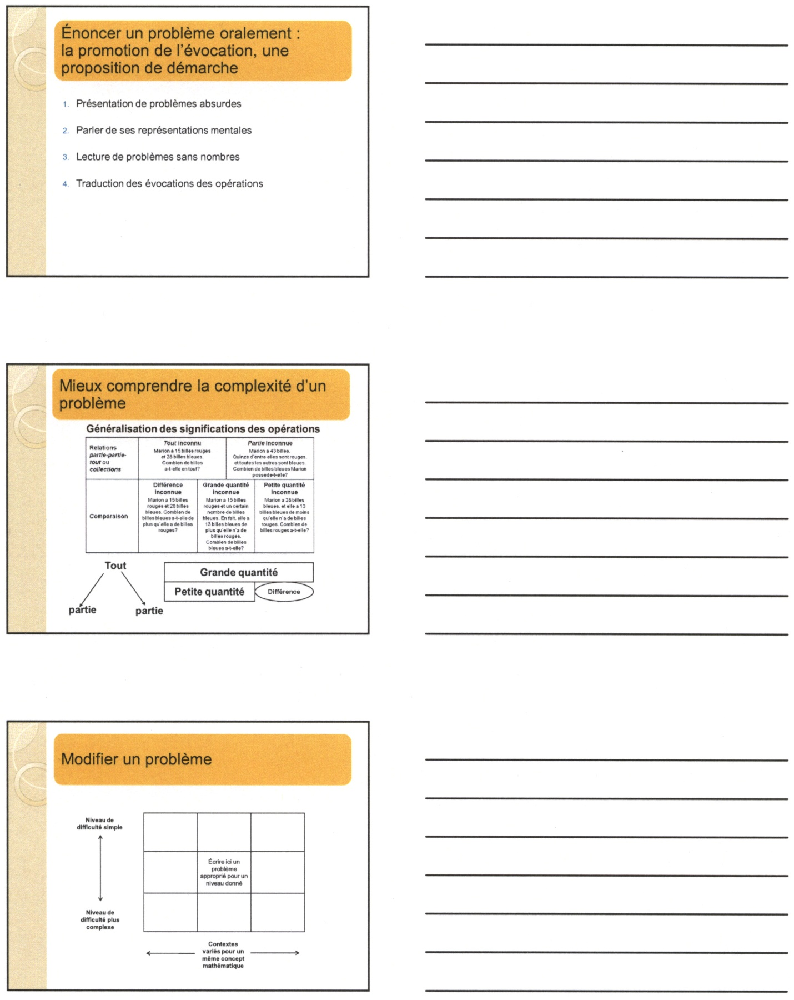 Énoncer un problème oralement :
la promotion de l'évocation, une
proposition de démarche
1. Présentation de problèmes absurdes
2. Parler de ses représentations mentales
3. Lecture de problèmes sans nombres
4. Traduction des évocations des opérations
Mieux comprendre la complexité d'un
problème
Généralisation des significations des opérations
Relations
partie-partie-
tout ou
collections
Tout inconnu
Marion a 15 billes rouges
et 28 billes bleues.
Combien de billes
a-t-elle en tout?
Partie inconnue
Marion a 43 billes.
Quinze d'entre elles sont rouges,
et toutes les autres sont bleues.
Combien de billes bleues Marion
possède-t-elle?
Comparaison
Différence
inconnue
Marion a 15 billes
rouges et 28 billes
bleues. Combien de
billes bleues a-t-elle de
plus qu'elle a de billes
rouges?
Grande quantité
inconnue
Marion a 15 billes
rouges et un certain
nombre de billes
bleues. En fait, elle a
13 billes bleues de
plus qu'elle n'a de
billes rouges.
Combien de billes
bleues a-t-elle?
Petite quantité
inconnue
Marion a 28 billes
bleues, et elle a 13
billes bleues de moins
qu'elle n'a de billes
rouges. Combien de
billes rouges a-t-elle?
Tout
partie
partie
Grande quantité
Petite quantité
Différence
Modifier un problème
Niveau de
difficulté simple
Niveau de
difficulté plus
complexe
Écrire ici un
problème
approprié pour un
niveau donné
Contextes
variés pour un
même concept
mathématique